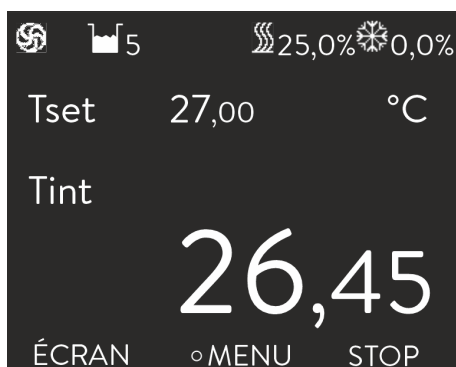 5 25,0% 0,0%
Tset 27,00 °C
Tint
26,45
ÉCRAN ○MENU STOP